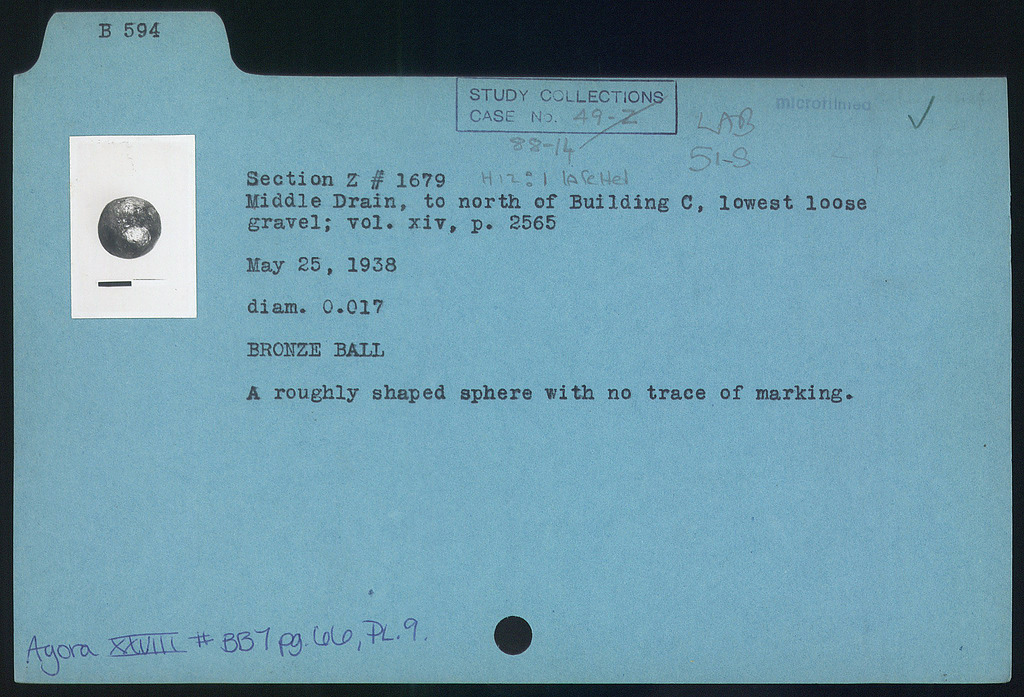 B 594
STUDY COLLECTIONS
CASE No. 49-Z
microfilmed
LAB
88-14
51-8
Section Z # 1679
Middle Drain, to north of Building C, lowest loose
gravel; vol. xiv, p. 2565
May 25, 1938
diam. 0.017
BRONZE BALL
A roughly shaped sphere with no trace of marking.
Agora XXVIII # BB7 pg. 66, PL. 9.